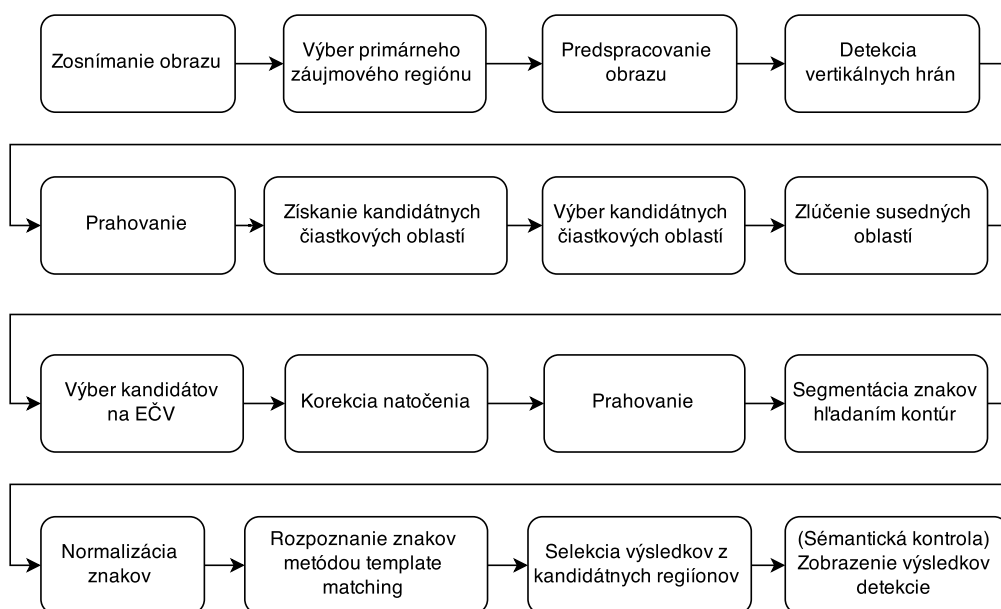 Zosnímanie obrazu
Výber primárneho
záujmového regiónu
Predspracovanie
obrazu
Detekcia
vertikálnych hrán
Prahovanie
Získanie kandidátnych
čiastkových oblastí
Výber kandidátnych
čiastkových oblastí
Zlúčenie susedných
oblastí
Výber kandidátov
na EČV
Korekcia natočenia
Prahovanie
Segmentácia znakov
hľadaním kontúr
Normalizácia
znakov
Rozpoznanie znakov
metódou template
matching
Selekcia výsledkov z
kandidátnych regiíonov
(Sémantická kontrola)
Zobrazenie výsledkov
detekcie